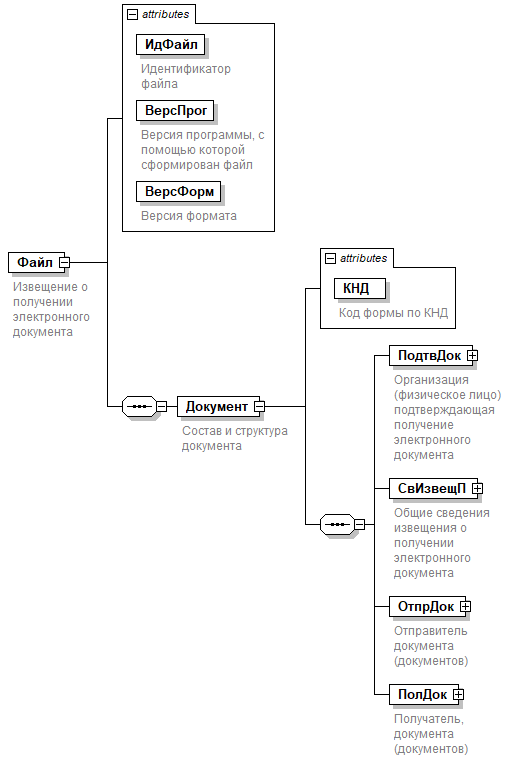 attributes
ИдФайл
Идентификатор
файла
ВерсПрог
Версия программы, с
помощью которой
сформирован файл
ВерсФорм
Версия формата
Файл
Извещение о
получении
электронного
документа
Документ
Состав и структура
документа
attributes
КНД
Код формы по КНД
ПодтвДок
Организация
(физическое лицо)
подтверждающая
получение
электронного
документа
СвИзвещП
Общие сведения
извещения о
получении
электронного
документа
ОтпрДок
Отправитель
документа
(документов)
ПолДок
Получатель,
документа
(документов)